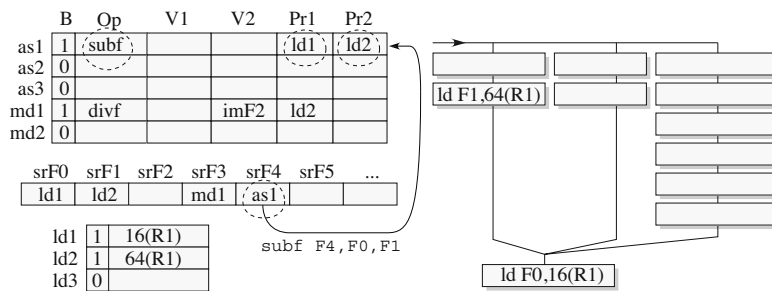 B Op V1 V2 Pr1 Pr2
as1 1 subf ld1 ld2
as2 0
as3 0
md1 1 divf imF2 ld2
md2 0
srF0 srF1 srF2 srF3 srF4 srF5 ...
ld1 ld2 md1 as1
subf F4,F0,F1
ld1 1 16(R1)
ld2 1 64(R1)
ld3 0
ld F1,64(R1)
ld F0,16(R1)